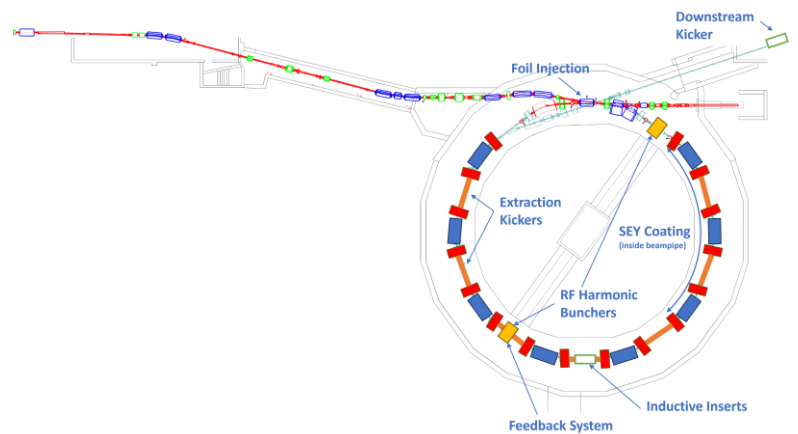 Downstream
Kicker
Foil Injection
Extraction
Kickers
SEY Coating
(inside beampipe)
RF Harmonic
Bunchers
Inductive Inserts
Feedback System